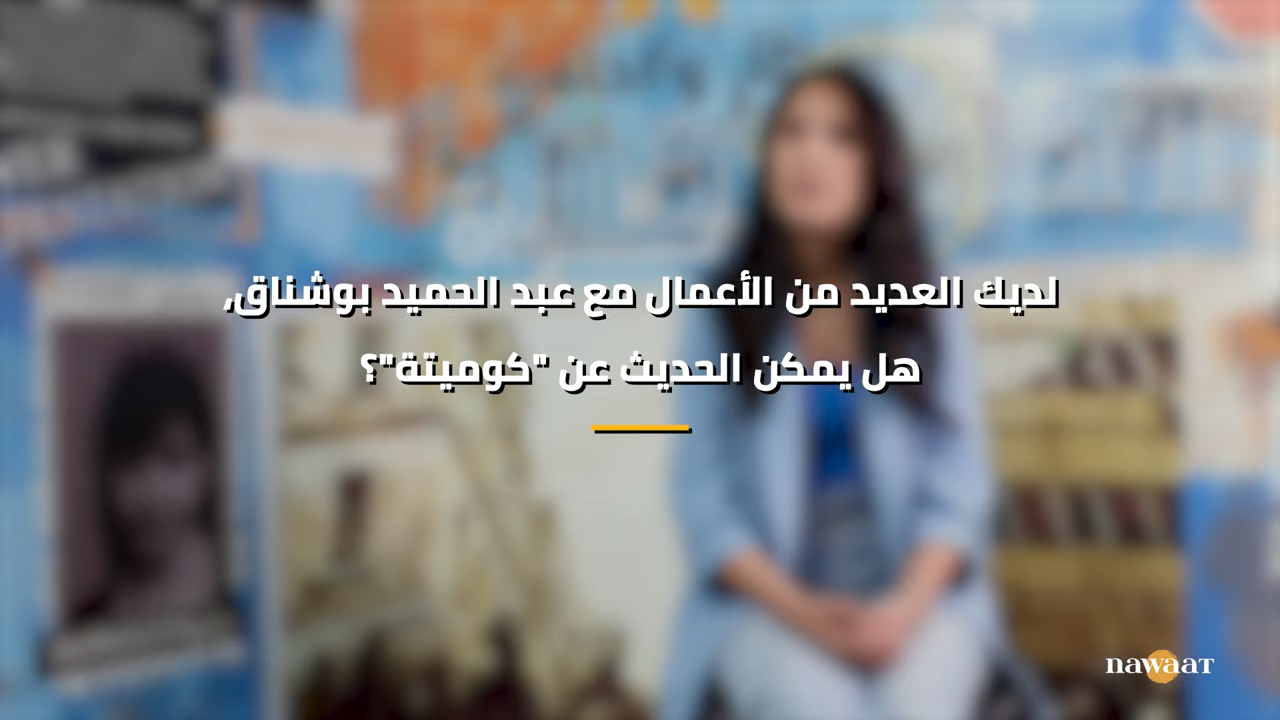 لديك العديد من الأعمال مع عبد الحميد بوشناق،
هل يمكن الحديث عن "كوميتة"؟
nawaat